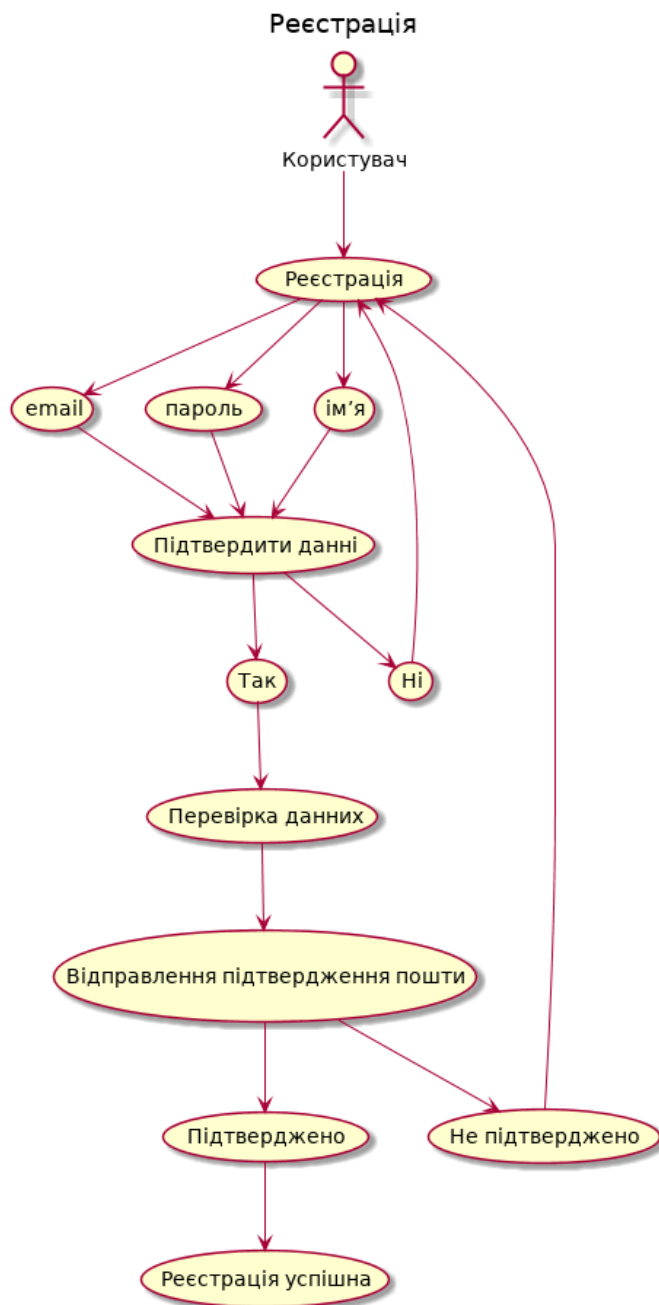 Реєстрація
Користувач
Реєстрація
email
пароль
ім’я
Підтвердити данні
Так
Ні
Перевірка данних
Відправлення підтвердження пошти
Підтверджено
Не підтверджено
Реєстрація успішна